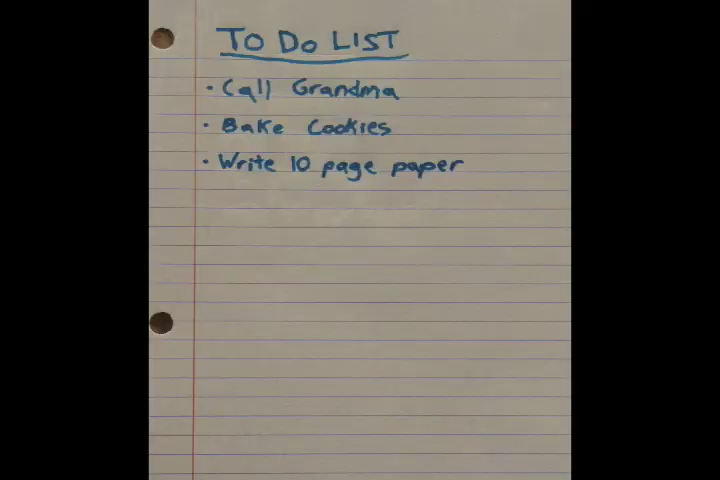 TO DO LIST
• Call Grandma
• Bake Cookies
• Write 10 page paper